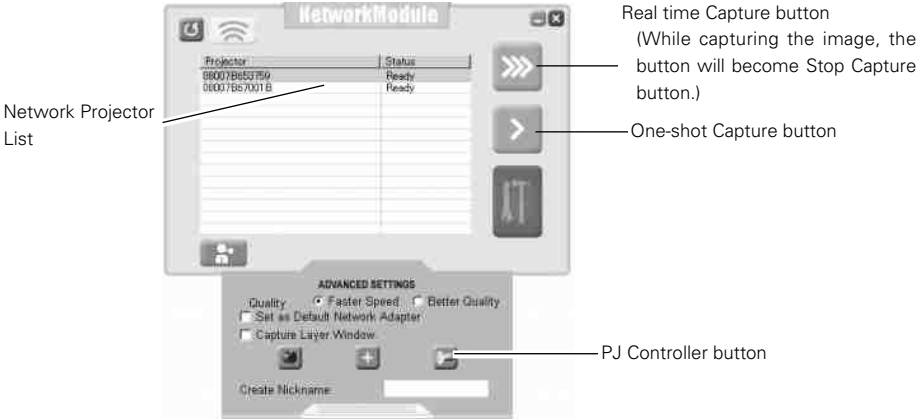 NetworkModule
Real time Capture button
(While capturing the image, the
button will become Stop Capture
button.)
Projector Status
08007B653759 Ready
08007B67001B Ready
Network Projector
List
One-shot Capture button
ADVANCED SETTINGS
Quality Faster Speed Better Quality
Set as Default Network Adapter
Capture Layer Window
PJ Controller button
Create Nickname